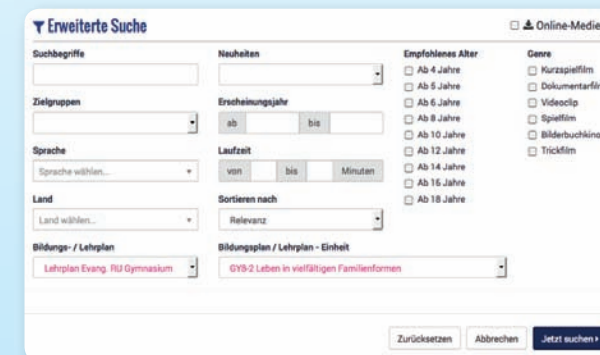 Erweiterte Suche
Online-Medie
Suchbegriffe
Neuheiten
Empfohlenes Alter
Genre
Ab 4 Jahre
Kurzspielfilm
Ab 5 Jahre
Dokumentarfil
Zielgruppen
Erscheinungsjahr
Ab 6 Jahre
Videoclip
ab
bis
Ab 8 Jahre
Spielfilm
Ab 10 Jahre
Bilderbuchkino
Sprache
Laufzeit
Ab 12 Jahre
Trickfilm
Sprache wählen...
von
bis
Minuten
Ab 14 Jahre
Ab 16 Jahre
Land
Sortieren nach
Ab 18 Jahre
Land wählen...
Relevanz
Bildungs- / Lehrplan
Bildungsplan / Lehrplan - Einheit
Lehrplan Evang. RU Gymnasium
GY8-2 Leben in vielfältigen Familienformen
Zurücksetzen
Abbrechen
Jetzt suchen